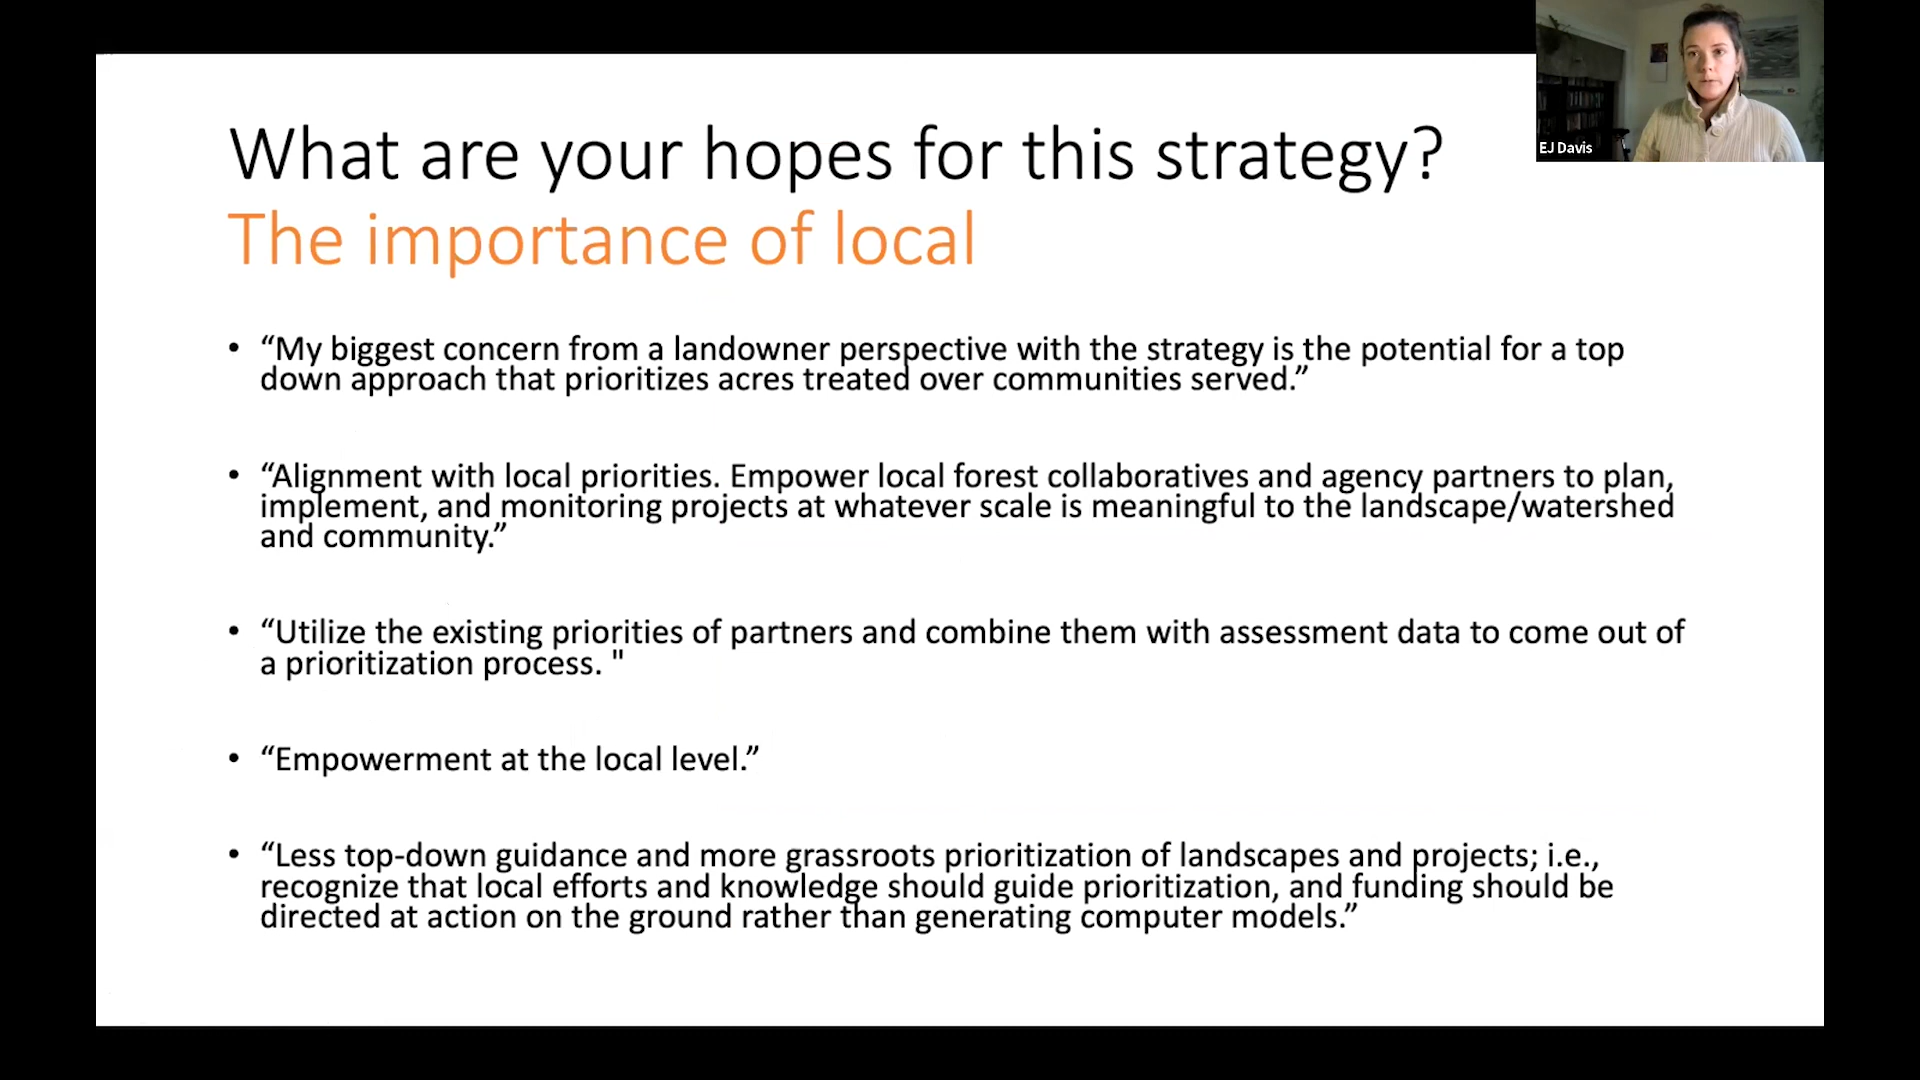 What are your hopes for this strategy?
The importance of local
EJ Davis
• “My biggest concern from a landowner perspective with the strategy is the potential for a top
down approach that prioritizes acres treated over communities served.”
• “Alignment with local priorities. Empower local forest collaboratives and agency partners to plan,
implement, and monitoring projects at whatever scale is meaningful to the landscape/watershed
and community.”
• “Utilize the existing priorities of partners and combine them with assessment data to come out of
a prioritization process. "
• “Empowerment at the local level.”
• “Less top-down guidance and more grassroots prioritization of landscapes and projects; i.e.,
recognize that local efforts and knowledge should guide prioritization, and funding should be
directed at action on the ground rather than generating computer models.”